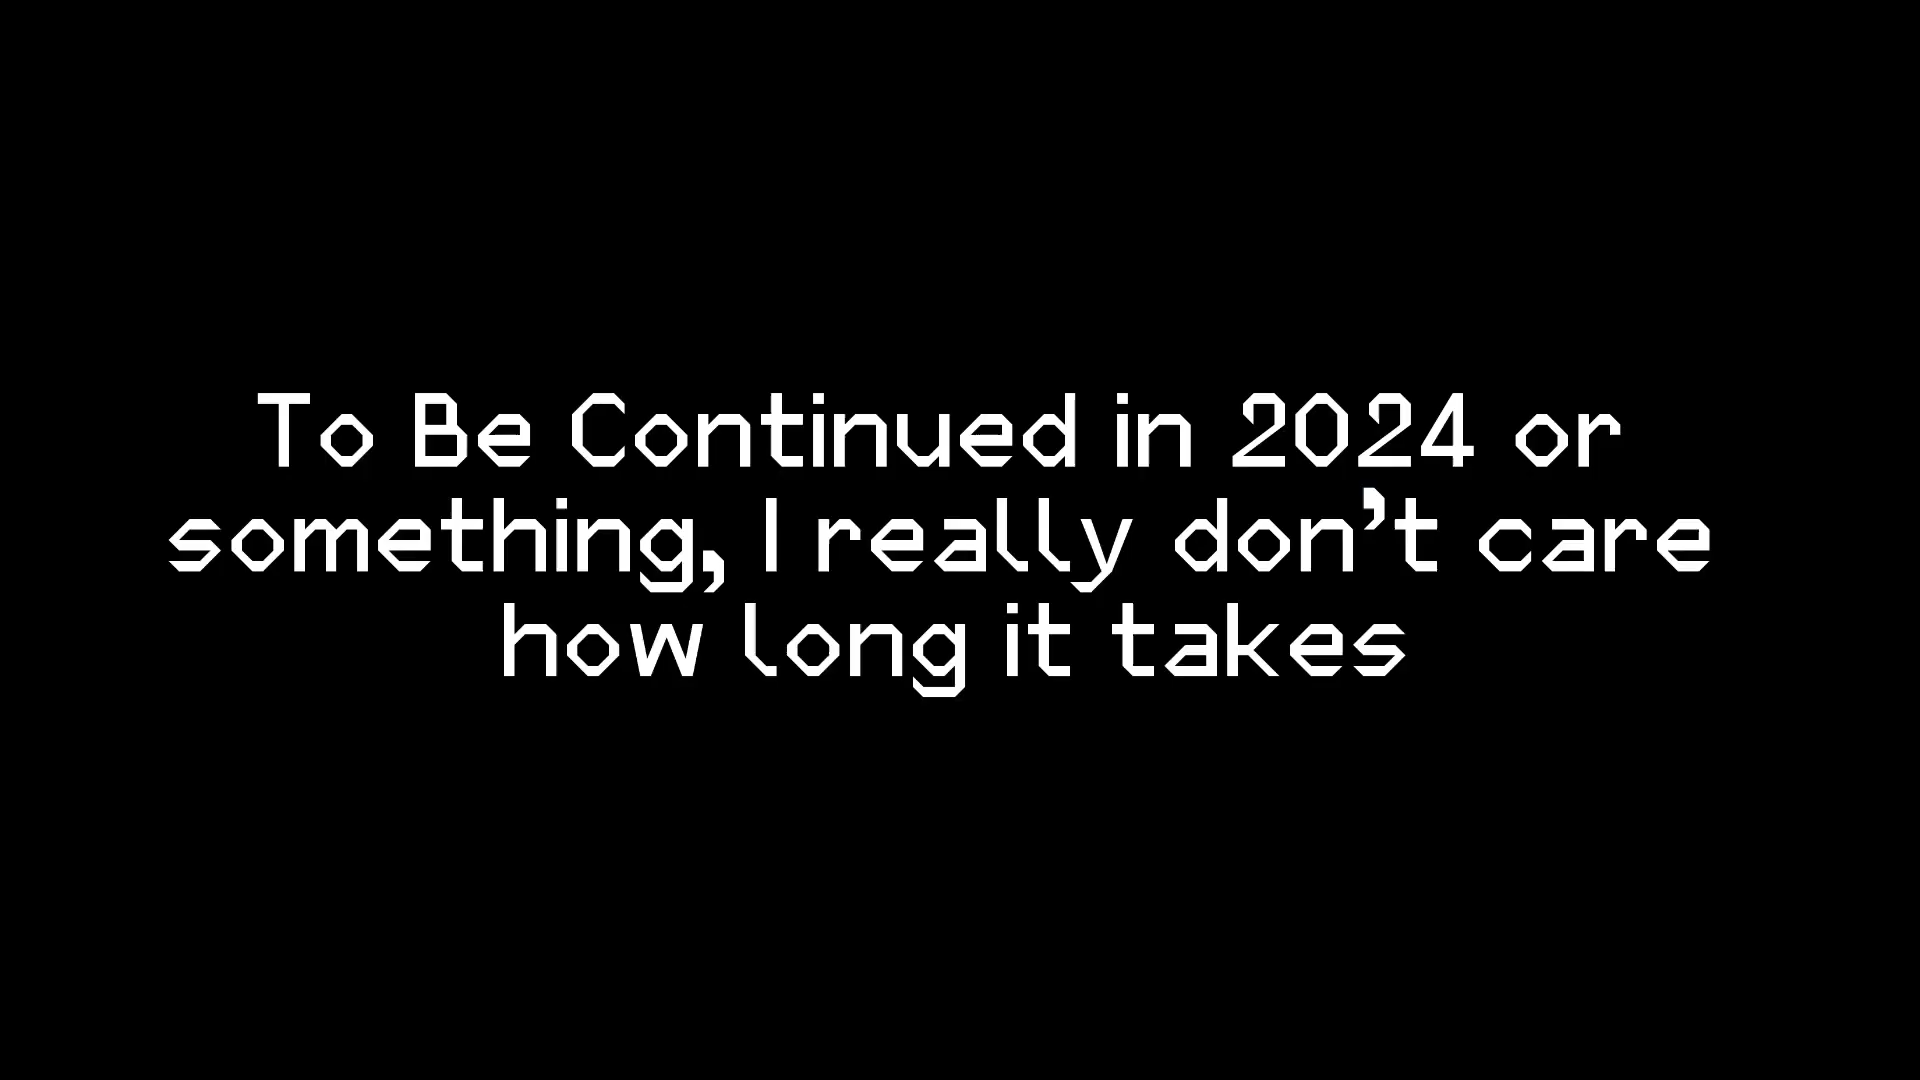 To Be Continued in 2024 or
something, I really don’t care
how long it takes